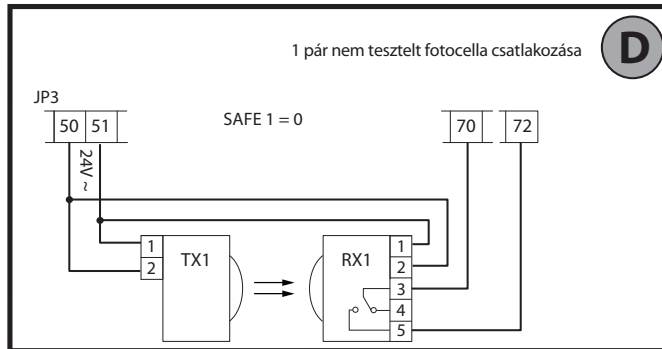 1 pár nem tesztelt fotocella csatlakozása
D
JP3
50 51
SAFE 1 = 0
70 72
24V ~
1
2
TX1
RX1
1
2
3
4
5